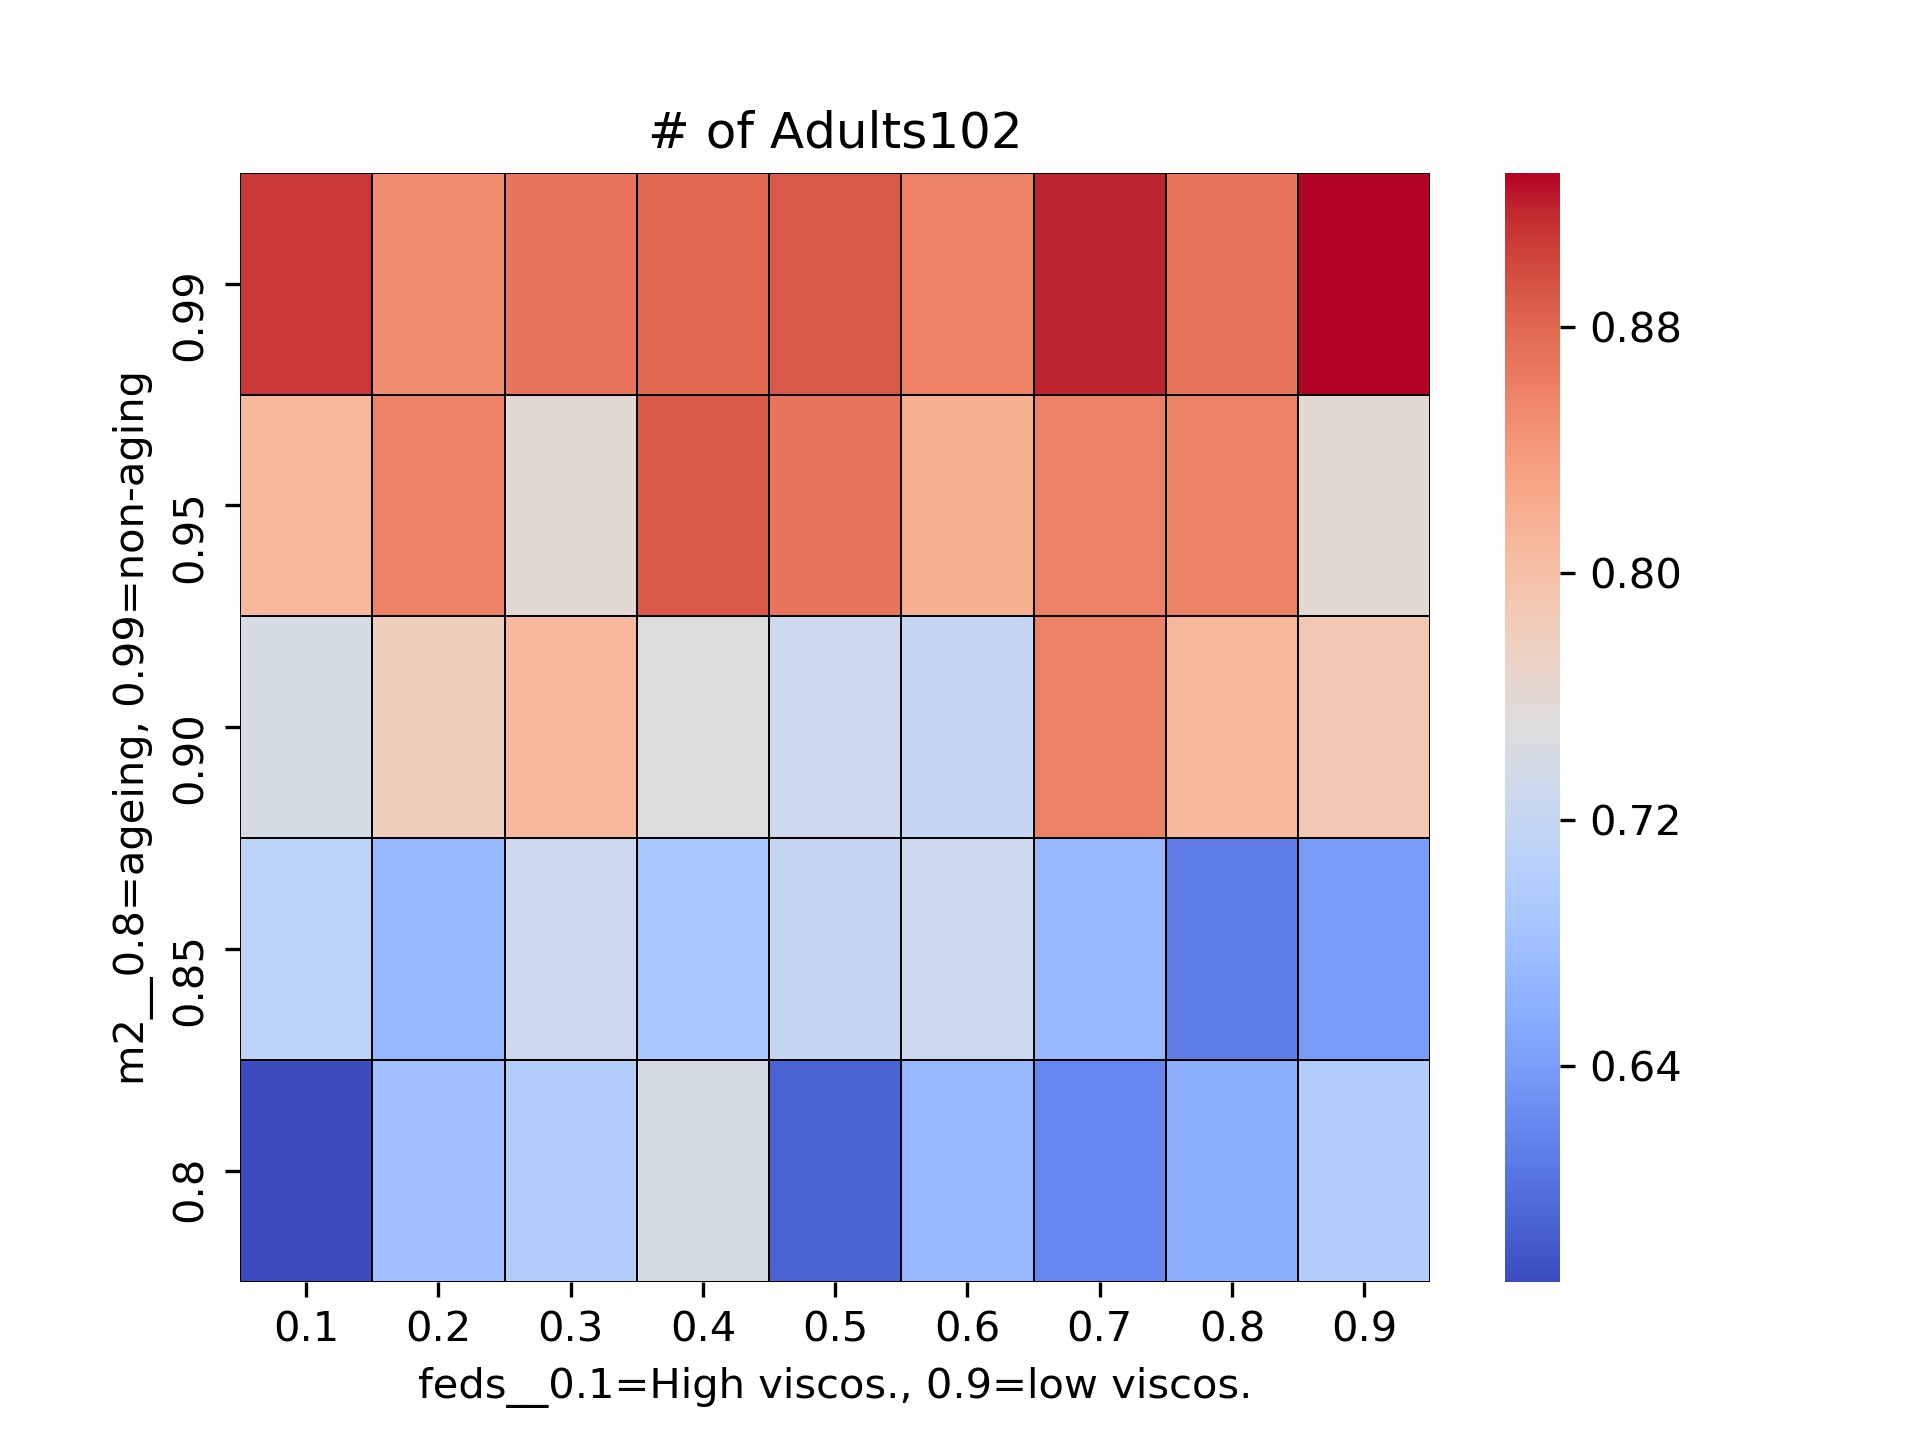 # of Adults102
m2__0.8=ageing, 0.99=non-aging
0.99
0.95
0.90
0.85
0.8
0.1 0.2 0.3 0.4 0.5 0.6 0.7 0.8 0.9
feds__0.1=High viscos., 0.9=low viscos.
0.88
0.80
0.72
0.64